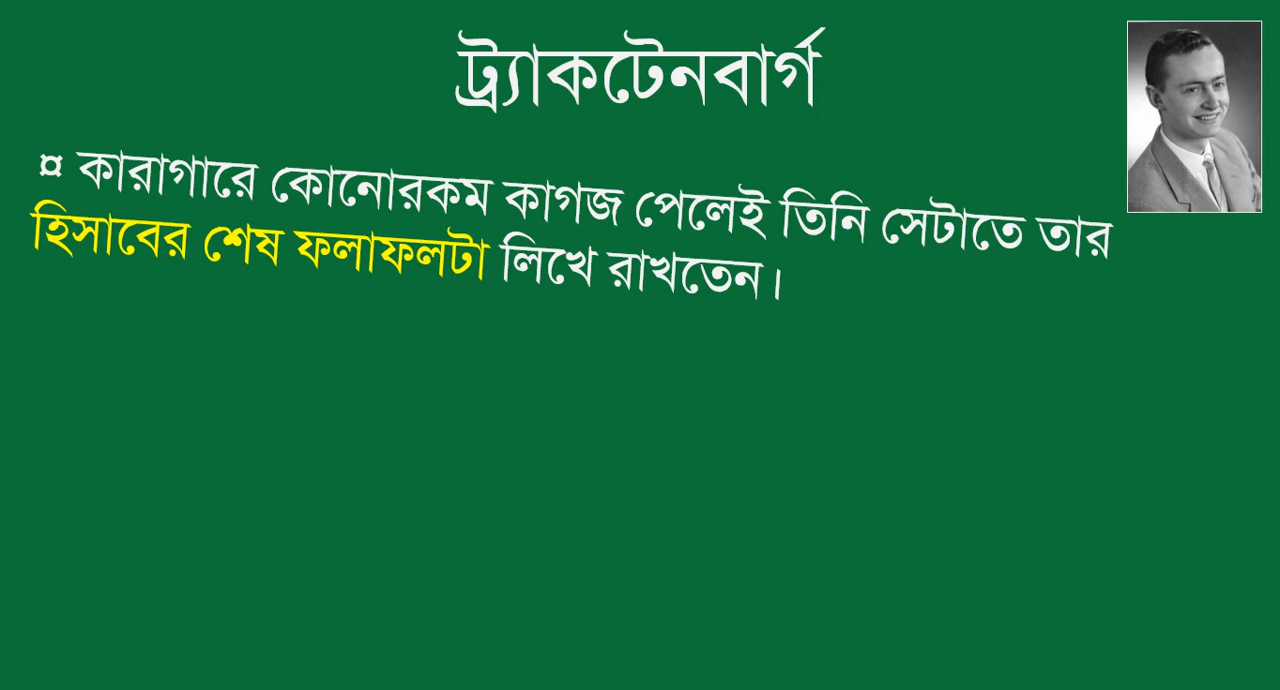 ট্র্যাকটেনবার্গ
¤ কারাগারে কোনোরকম কাগজ পেলেই তিনি সেটাতে তার
হিসাবের শেষ ফলাফলটা লিখে রাখতেন।